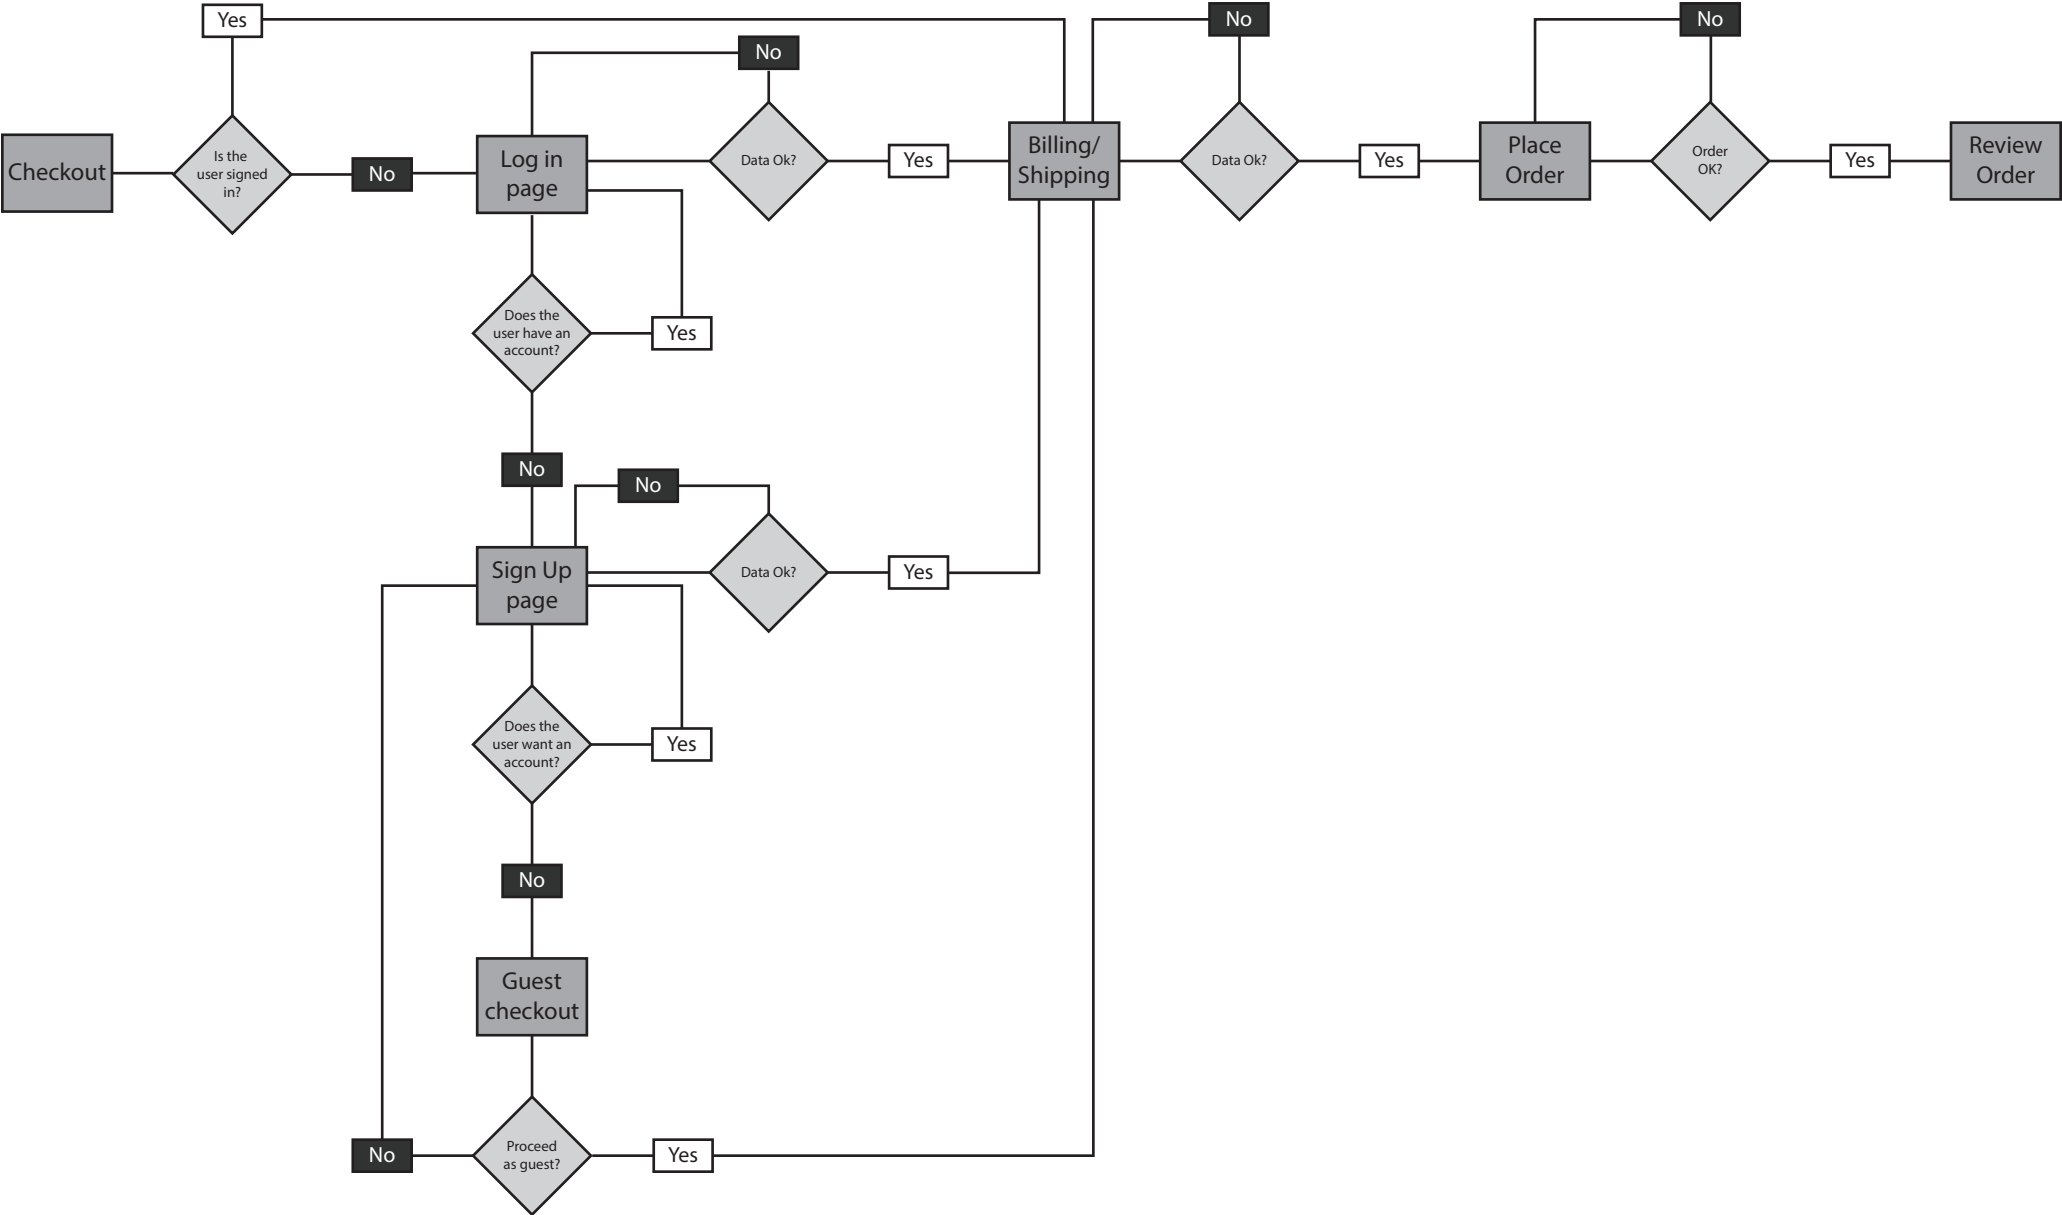 Yes
No
No
No
Checkout
Is the
user signed
in?
No
Log in
page
Data Ok?
Yes
Billing/
Shipping
Data Ok?
Yes
Place
Order
Order
OK?
Yes
Review
Order
Does the
user have an
account?
Yes
No
No
Sign Up
page
Data Ok?
Yes
Does the
user want an
account?
Yes
No
Guest
checkout
No
Proceed
as guest?
Yes